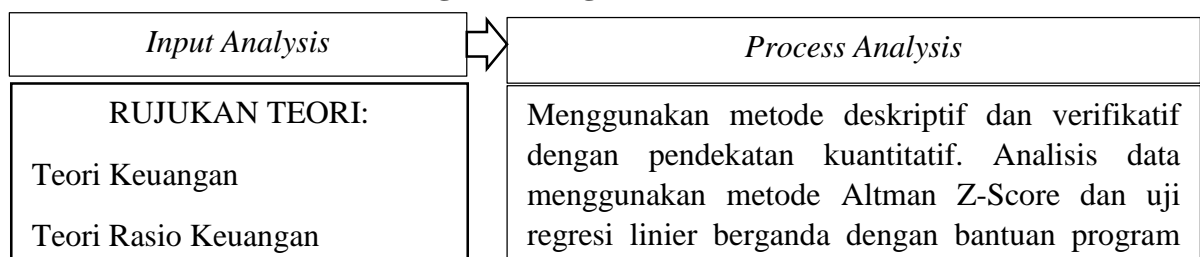 Input Analysis
Process Analysis
RUJUKAN TEORI:
Teori Keuangan
Teori Rasio Keuangan
Menggunakan metode deskriptif dan verifikatif
dengan pendekatan kuantitatif. Analisis data
menggunakan metode Altman Z-Score dan uji
regresi linier berganda dengan bantuan program